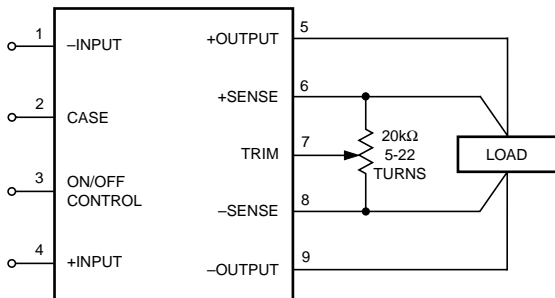 1
–INPUT
2
CASE
3
ON/OFF
CONTROL
4
+INPUT
+OUTPUT
5
+SENSE
6
TRIM
7
–SENSE
8
–OUTPUT
9
20kΩ
5-22
TURNS
LOAD